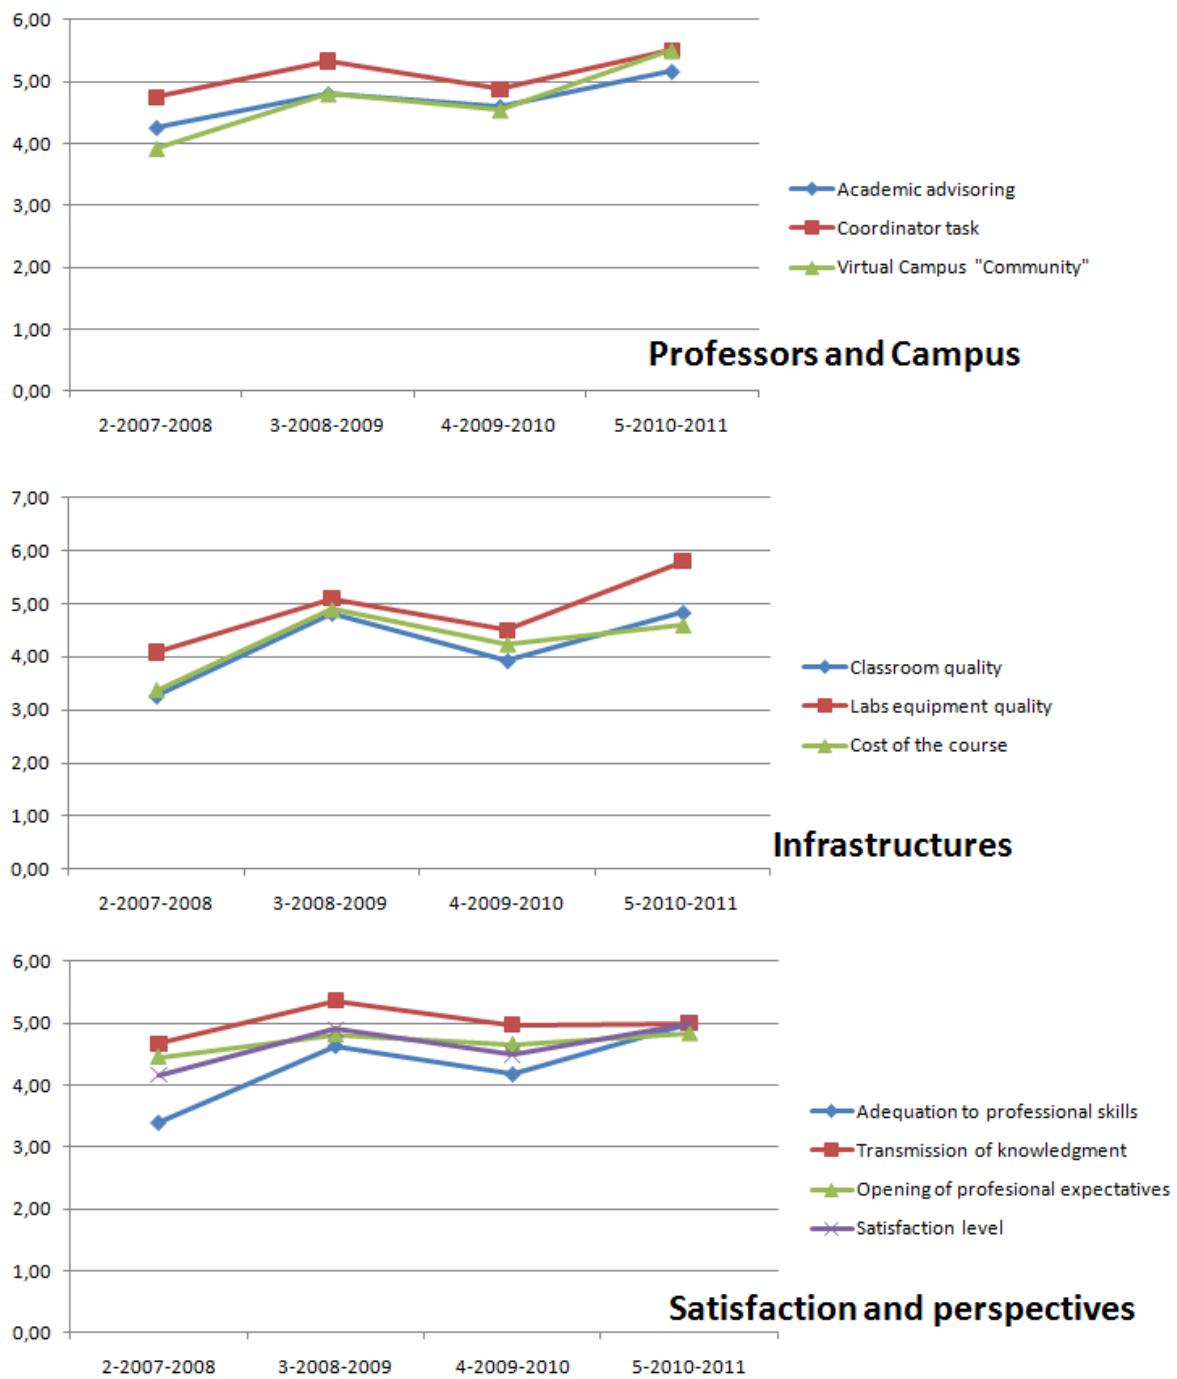 6,00
5,00
4,00
3,00
2,00
1,00
0,00
2-2007-2008 3-2008-2009 4-2009-2010 5-2010-2011
Academic advisoring
Coordinator task
Virtual Campus "Community"
Professors and Campus
7,00
6,00
5,00
4,00
3,00
2,00
1,00
0,00
2-2007-2008 3-2008-2009 4-2009-2010 5-2010-2011
Classroom quality
Labs equipment quality
Cost of the course
Infrastructures
6,00
5,00
4,00
3,00
2,00
1,00
0,00
2-2007-2008 3-2008-2009 4-2009-2010 5-2010-2011
Adequation to professional skills
Transmission of knowledgment
Opening of profesional expectatives
Satisfaction level
Satisfaction and perspectives